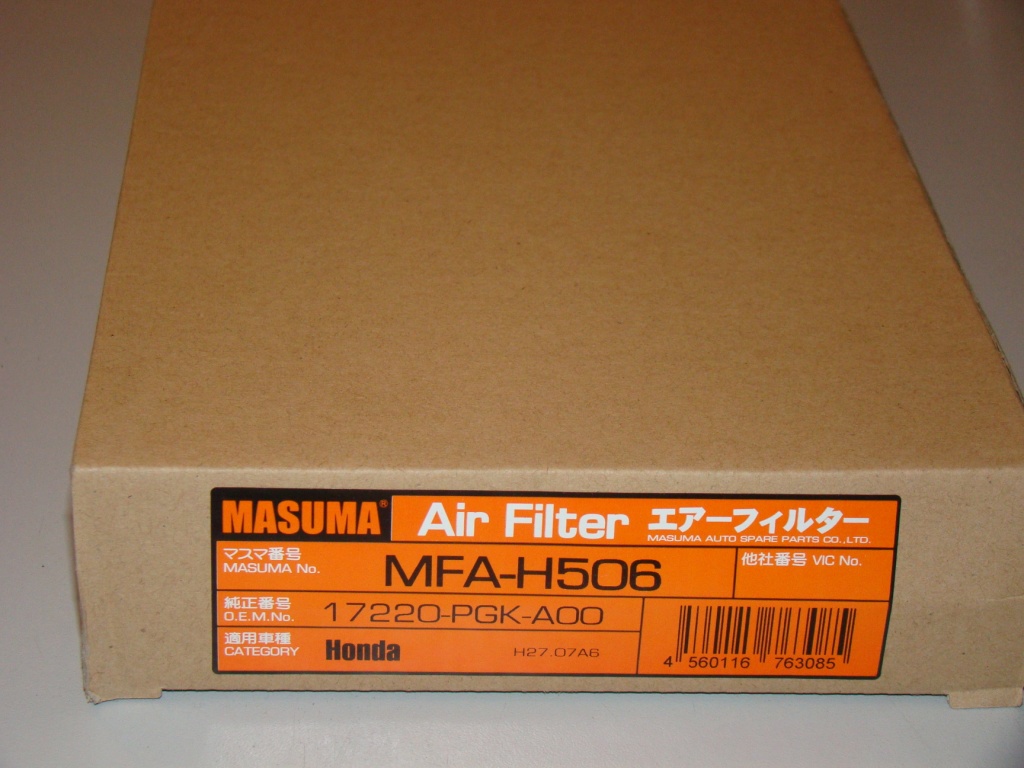 MASUMA® Air Filter エアーフィルター
MASUMA AUTO SPARE PARTS CO.,LTD.
マスマ番号
MASUMA No.
MFA-H506
他社番号 VIC No.
純正番号
O.E.M.No.
17220-PGK-A00
適用車種
CATEGORY
Honda
H27.07A6
4 560116 763085